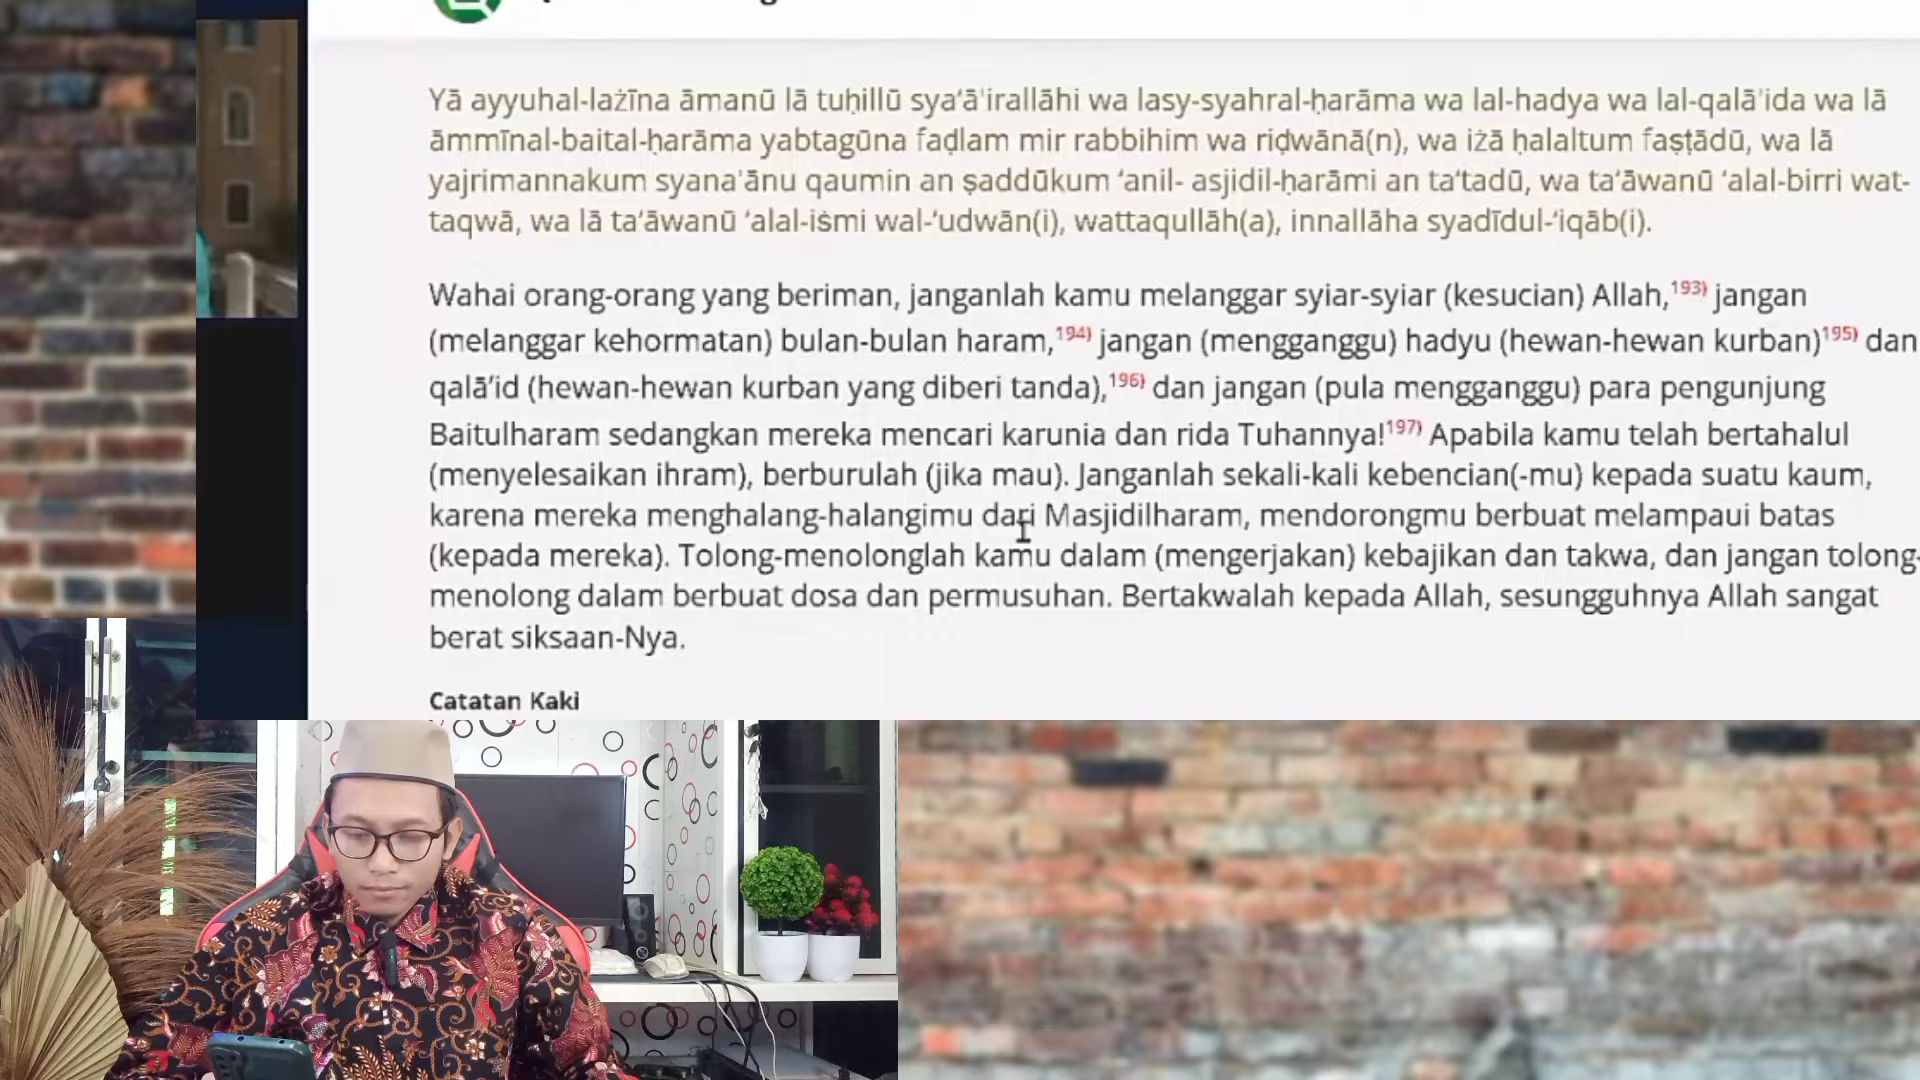 Yā ayyuhal-lażīna āmanū lā tuḥillū sya‘ā'irallāhi wa lasy-syahral-ḥarāma wa lal-hadya wa lal-qalā'ida wa lā
āmmīnal-baital-ḥarāma yabtagūna faḍlam mir rabbihim wa riḍwānā(n), wa iżā ḥalaltum faṣṭādū, wa lā
yajrimannakum syana'ānu qaumin an ṣaddūkum ‘anil- asjidil-ḥarāmi an ta‘tadū, wa ta‘āwanū ‘alal-birri wat-
taqwā, wa lā ta‘āwanū ‘alal-iṡmi wal-‘udwān(i), wattaqullāh(a), innallāha syadīdul-‘iqāb(i).
Wahai orang-orang yang beriman, janganlah kamu melanggar syiar-syiar (kesucian) Allah,193) jangan
(melanggar kehormatan) bulan-bulan haram,194) jangan (mengganggu) hadyu (hewan-hewan kurban)195) dan
qalā'id (hewan-hewan kurban yang diberi tanda),196) dan jangan (pula mengganggu) para pengunjung
Baitulharam sedangkan mereka mencari karunia dan rida Tuhannya!197) Apabila kamu telah bertahalul
(menyelesaikan ihram), berburulah (jika mau). Janganlah sekali-kali kebencian(-mu) kepada suatu kaum,
karena mereka menghalang-halangimu dari Masjidilharam, mendorongmu berbuat melampaui batas
(kepada mereka). Tolong-menolonglah kamu dalam (mengerjakan) kebajikan dan takwa, dan jangan tolong-
menolong dalam berbuat dosa dan permusuhan. Bertakwalah kepada Allah, sesungguhnya Allah sangat
berat siksaan-Nya.
Catatan Kaki